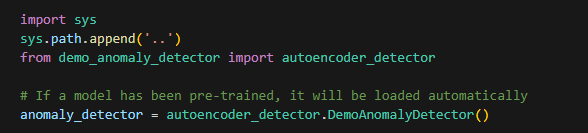 import sys
sys.path.append('..')
from demo_anomaly_detector import autoencoder_detector
# If a model has been pre-trained, it will be loaded automatically
anomaly_detector = autoencoder_detector.DemoAnomalyDetector()